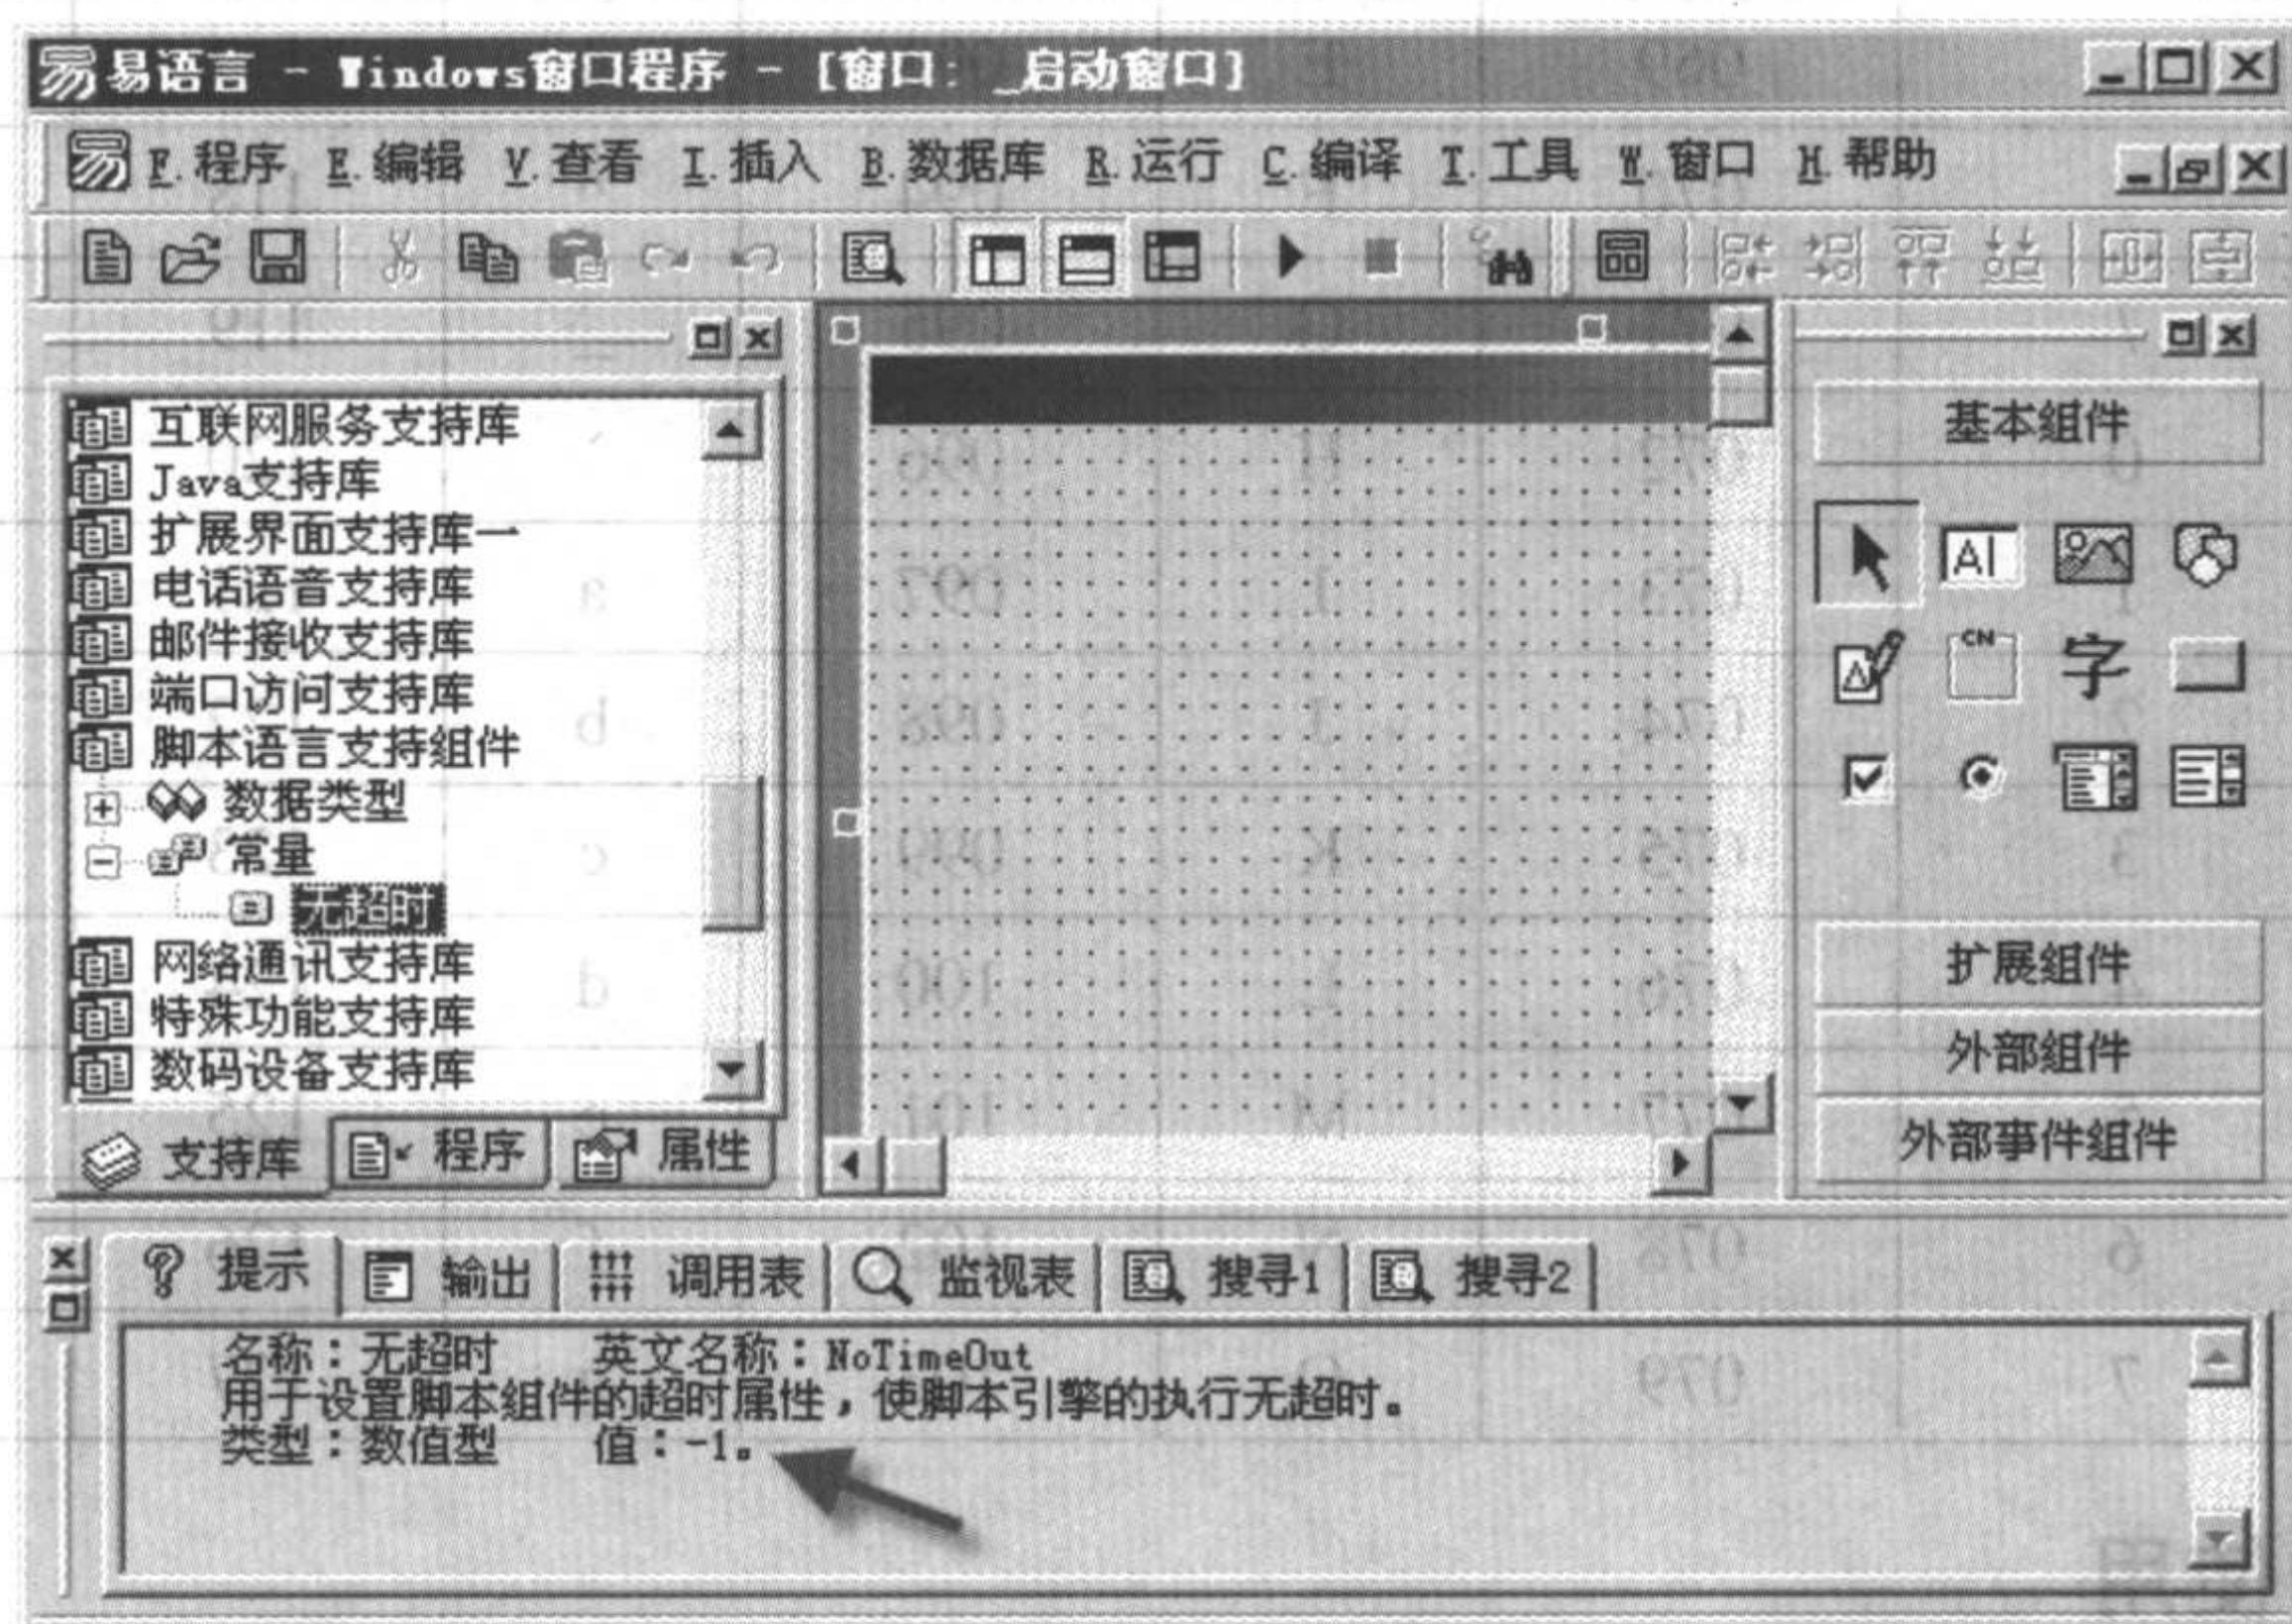 易语言 - Windows窗口程序 - [窗口: _启动窗口]
F.程序 E.编辑 V.查看 I.插入 B.数据库 R.运行 C.编译 T.工具 W.窗口 H.帮助
互联网服务支持库
Java支持库
扩展界面支持库一
电话语音支持库
邮件接收支持库
端口访问支持库
脚本语言支持组件
数据类型
常量
无超时
网络通讯支持库
特殊功能支持库
数码设备支持库
支持库 程序 属性
基本组件
AI
A
CN
字
扩展组件
外部组件
外部事件组件
提示 输出 调用表 监视表 搜寻1 搜寻2
名称：无超时 英文名称：NoTimeOut
用于设置脚本组件的超时属性，使脚本引擎的执行无超时。
类型：数值型 值：-1。